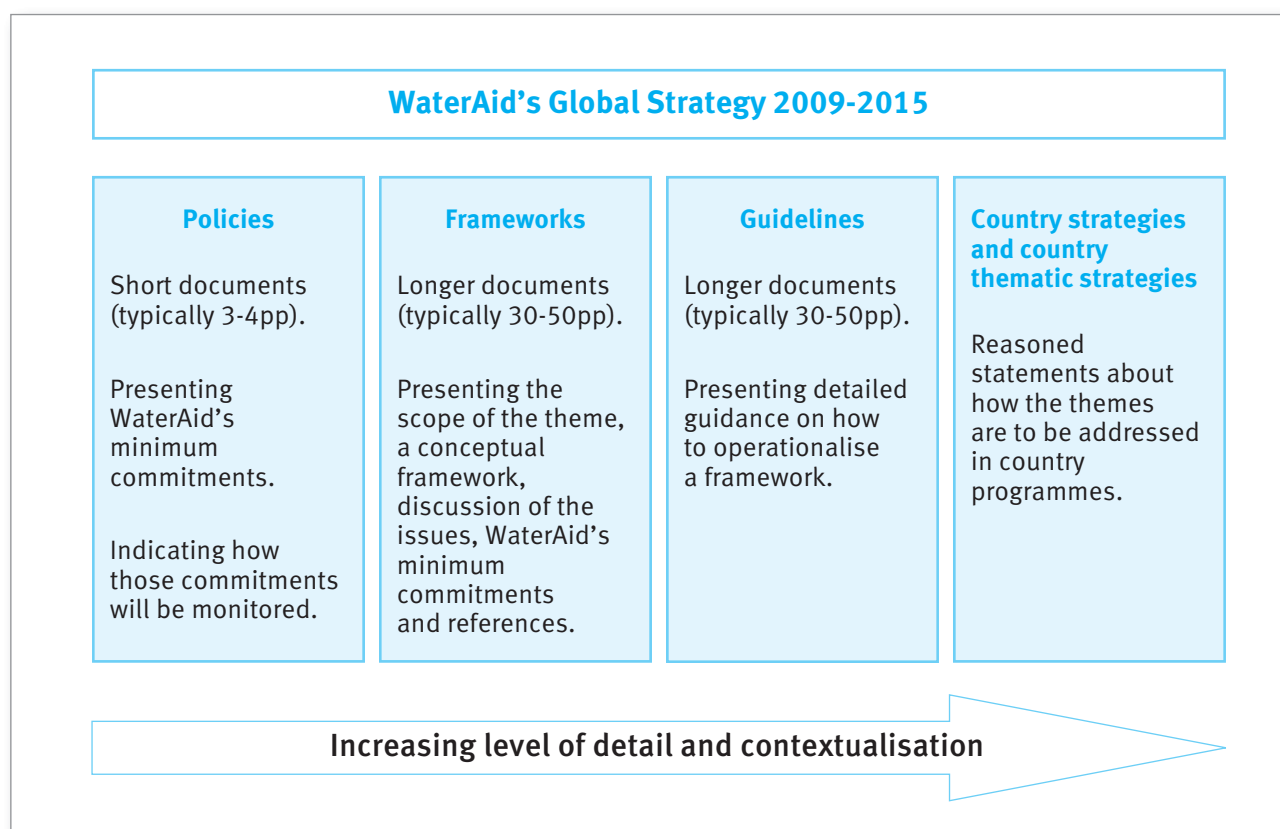 WaterAid's Global Strategy 2009-2015
Policies
Short documents
(typically 3-4pp).
Presenting
WaterAid's
minimum
commitments.
Indicating how
those commitments
will be monitored.
Frameworks
Longer documents
(typically 30-50pp).
Presenting the
scope of the theme,
a conceptual
framework,
discussion of the
issues, WaterAid's
minimum
commitments
and references.
Guidelines
Longer documents
(typically 30-50pp).
Presenting detailed
guidance on how
to operationalise
a framework.
Country strategies
and country
thematic strategies
Reasoned
statements about
how the themes
are to be addressed
in country
programmes.
Increasing level of detail and contextualisation